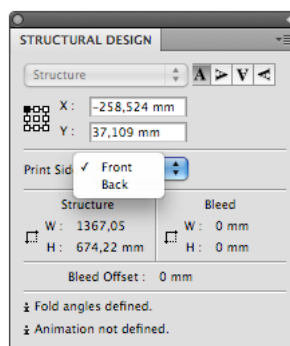 STRUCTURAL DESIGN
Structure A A A A
X : -258,524 mm
Y : 37,109 mm
Print Sid ✓ Front
Back
Structure Bleed
W : 1367,05 W : 0 mm
H : 674,22 mm H : 0 mm
Bleed Offset : 0 mm
Fold angles defined.
Animation not defined.